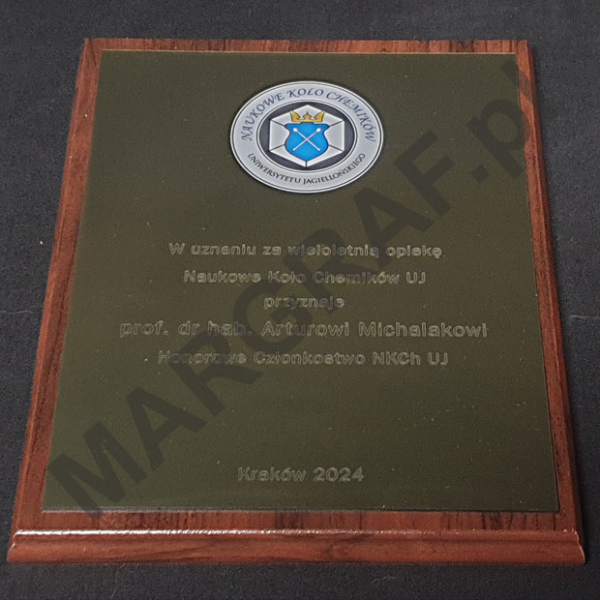 NAUKOWE KOŁO CHEMIKÓW
UNIWERSYTETU JAGIELLOŃSKIEGO
W uznaniu za wieloletnią opiekę
Naukowe Koło Chemików UJ
przyznaje
prof. dr hab. Arturowi Michalakowi
Honorowe Członkostwo NKCh UJ
Kraków 2024
MARGRAF.pl